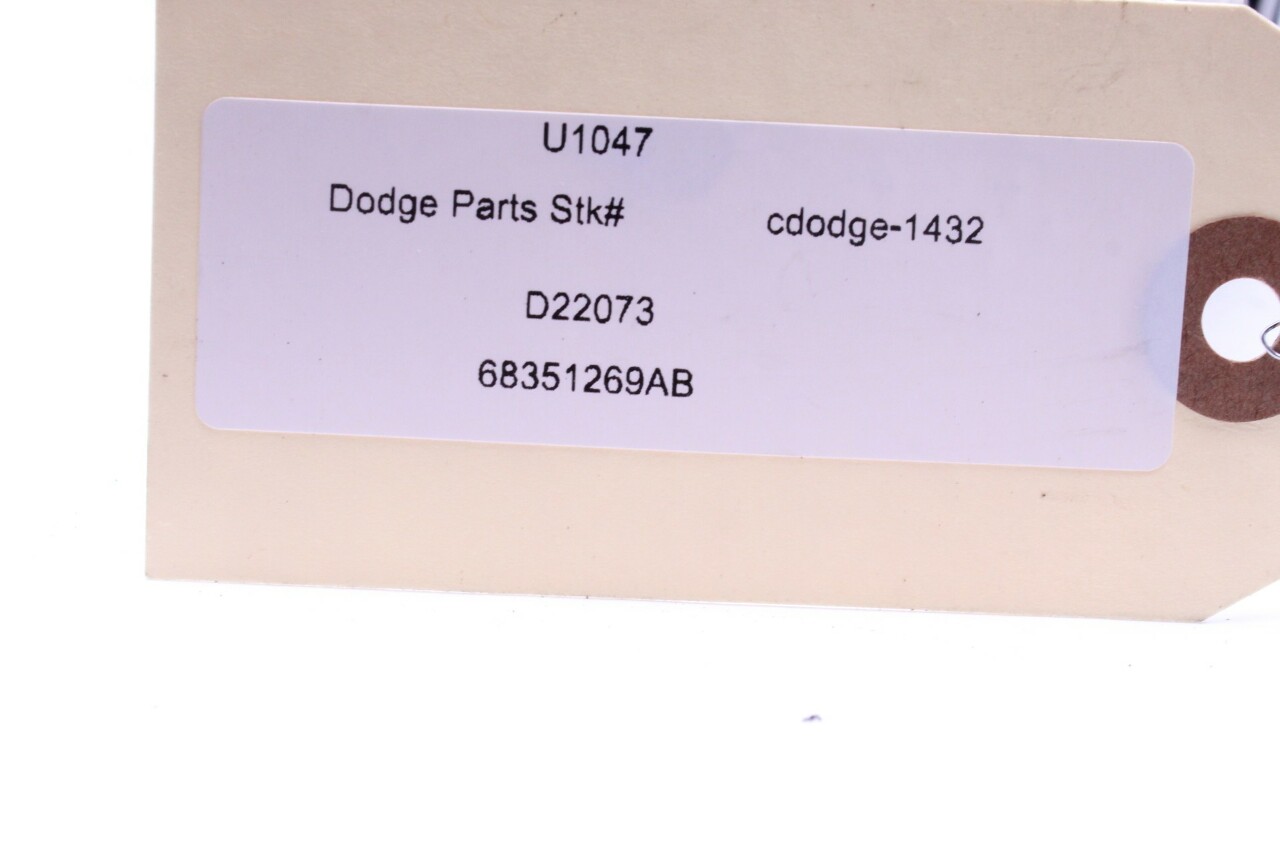 U1047
Dodge Parts Stk# cdodge-1432
D22073
68351269AB